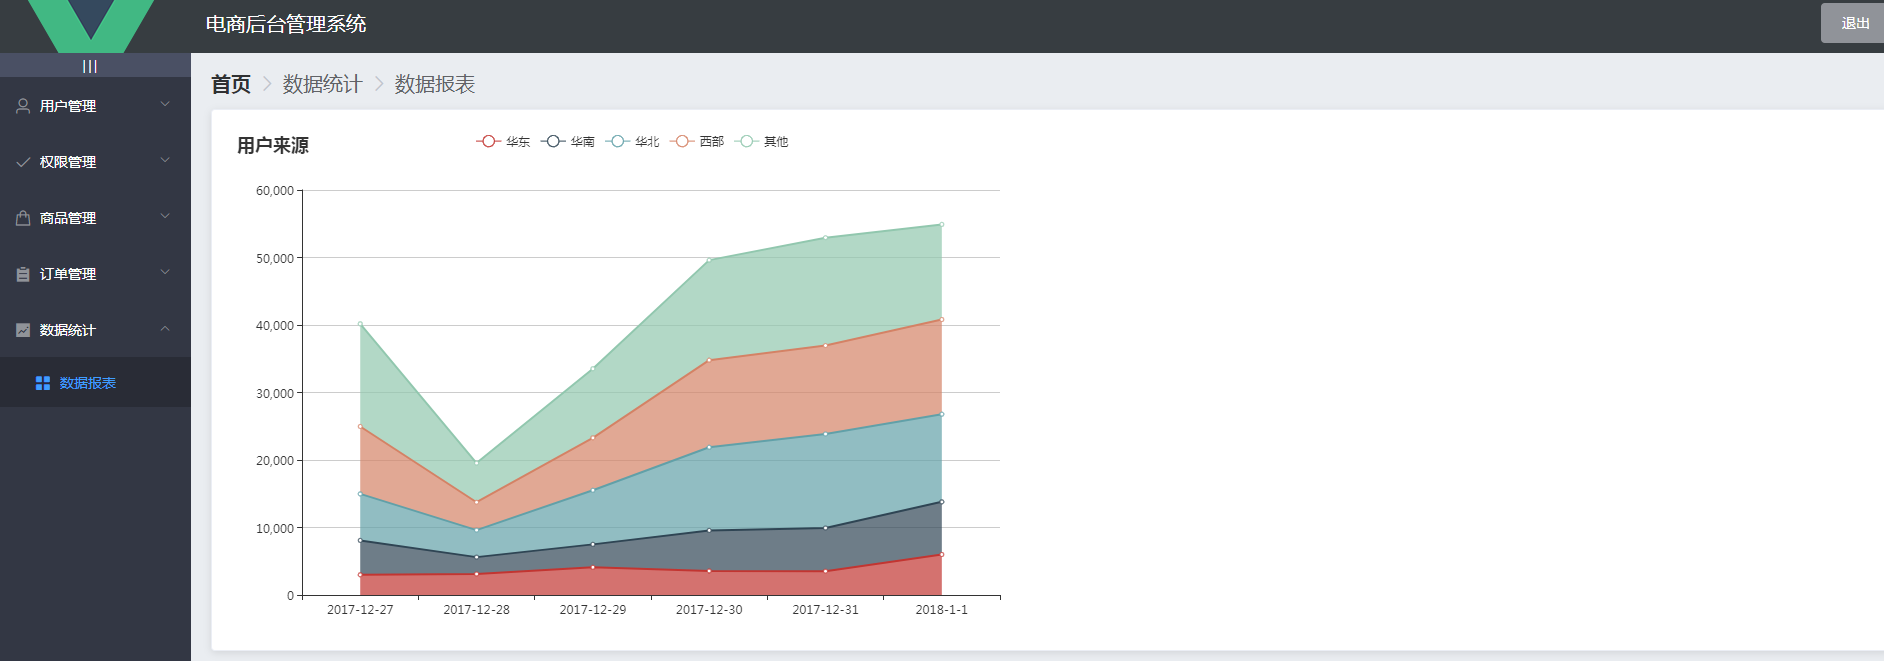 电商后台管理系统
退出
|||
用户管理
权限管理
商品管理
订单管理
数据统计
数据报表
首页 数据统计 数据报表
用户来源
华东 华南 华北 西部 其他
60,000
50,000
40,000
30,000
20,000
10,000
0
2017-12-27 2017-12-28 2017-12-29 2017-12-30 2017-12-31 2018-1-1